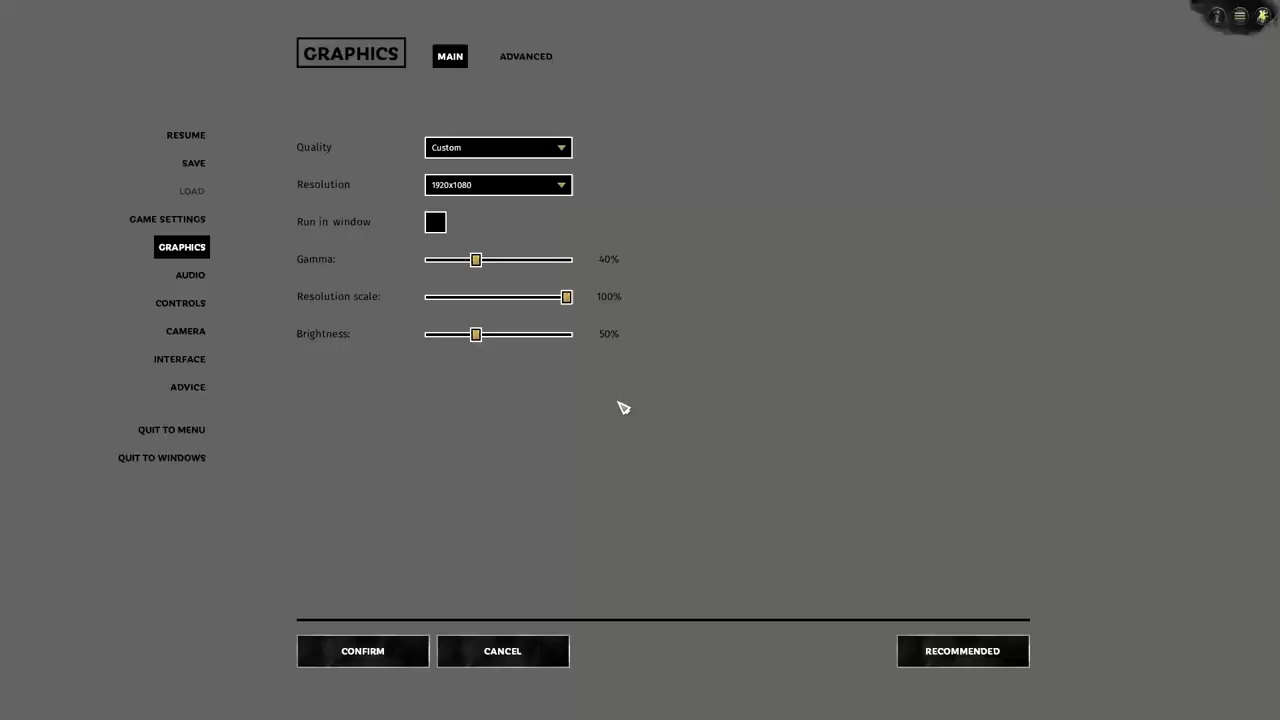 GRAPHICS
MAIN
ADVANCED
RESUME
SAVE
LOAD
GAME SETTINGS
GRAPHICS
AUDIO
CONTROLS
CAMERA
INTERFACE
ADVICE
QUIT TO MENU
QUIT TO WINDOWS
Quality
Custom
Resolution
1920x1080
Run in window
Gamma:
40%
Resolution scale:
100%
Brightness:
50%
CONFIRM
CANCEL
RECOMMENDED